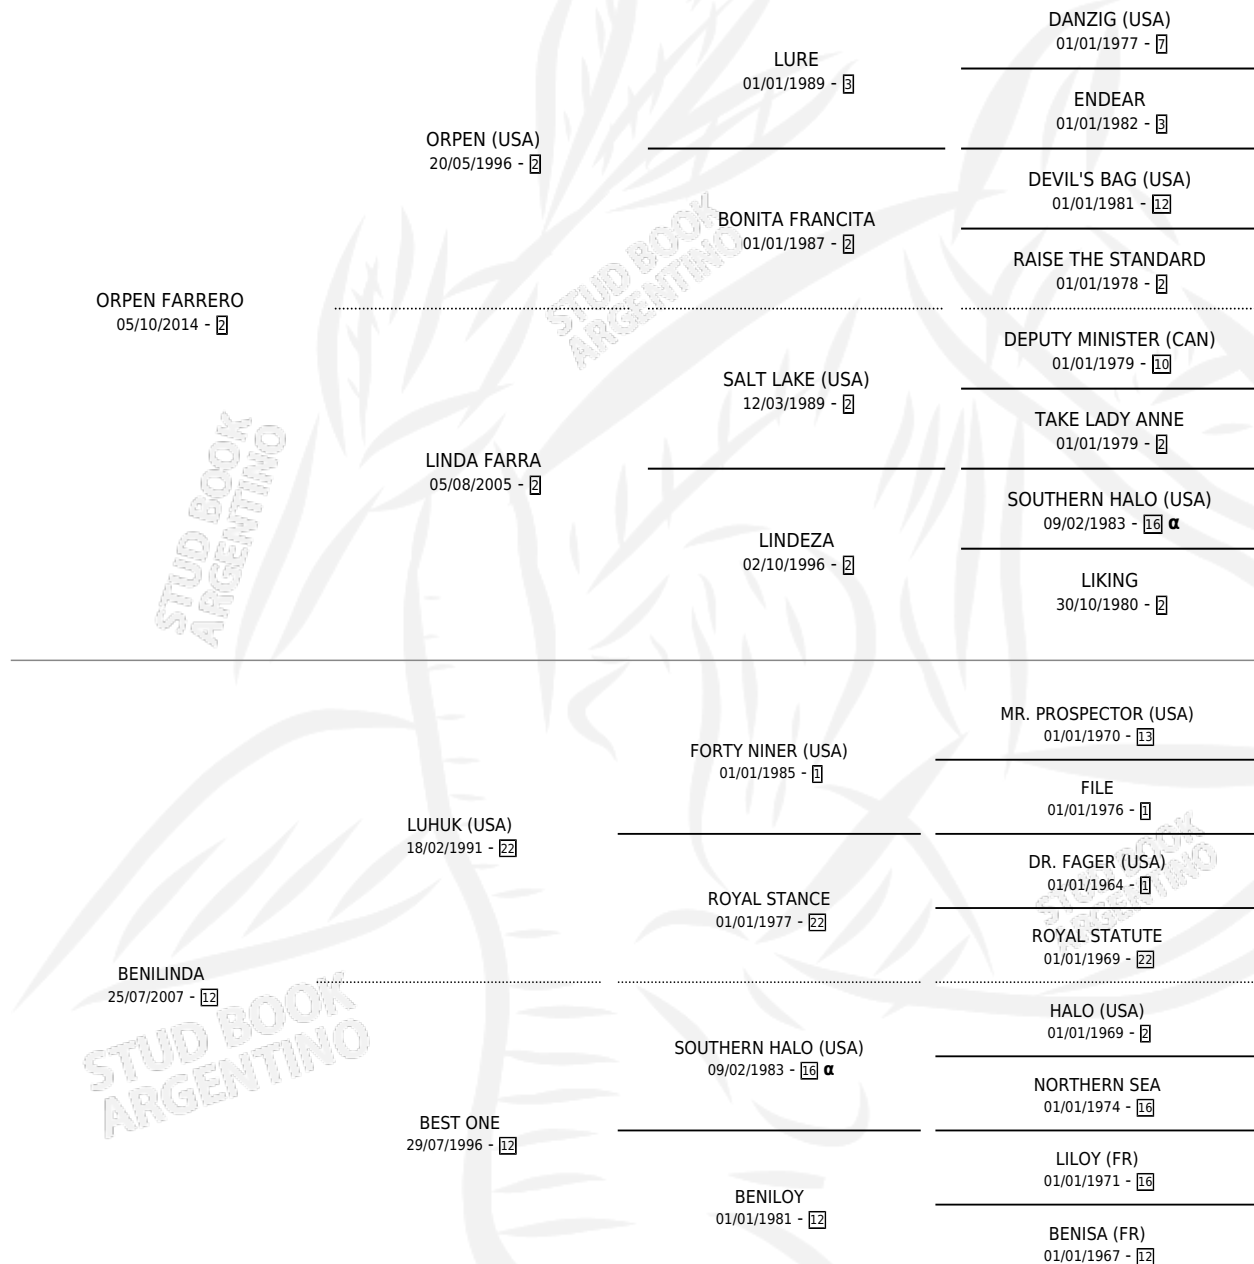 DANZIG (USA)
01/01/1977 - 7
LURE
01/01/1989 - 3
ENDEAR
01/01/1982 - 3
ORPEN (USA)
20/05/1996 - 2
DEVIL'S BAG (USA)
01/01/1981 - 12
BONITA FRANCITA
01/01/1987 - 2
RAISE THE STANDARD
01/01/1978 - 2
STUD BOOK
ARGENTINO
ORPEN FARRERO
05/10/2014 - 2
DEPUTY MINISTER (CAN)
01/01/1979 - 10
SALT LAKE (USA)
12/03/1989 - 2
TAKE LADY ANNE
01/01/1979 - 2
LINDA FARRA
05/08/2005 - 2
SOUTHERN HALO (USA)
09/02/1983 - 16 α
LINDEZA
02/10/1996 - 2
LIKING
30/10/1980 - 2
STUD BOOK
ARGENTINO
MR. PROSPECTOR (USA)
01/01/1970 - 13
FORTY NINER (USA)
01/01/1985 - 1
FILE
01/01/1976 - 1
LUHUK (USA)
18/02/1991 - 22
DR. FAGER (USA)
01/01/1964 - 1
STUD BOOK
ARGENTINO
ROYAL STANCE
01/01/1977 - 22
ROYAL STATUTE
01/01/1969 - 22
BENILINDA
25/07/2007 - 12
STUD BOOK
ARGENTINO
HALO (USA)
01/01/1969 - 2
SOUTHERN HALO (USA)
09/02/1983 - 16 α
NORTHERN SEA
01/01/1974 - 16
BEST ONE
29/07/1996 - 12
LILOY (FR)
01/01/1971 - 16
BENILOY
01/01/1981 - 12
BENISA (FR)
01/01/1967 - 12